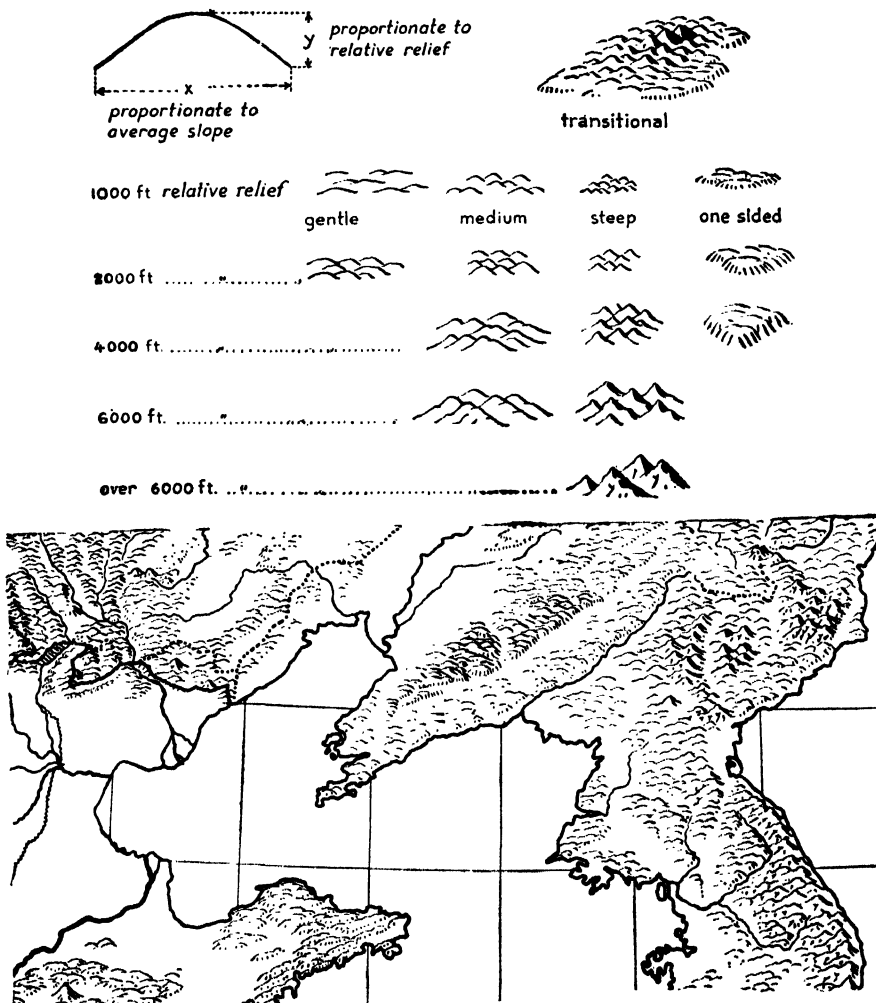 y
proportionate to
relative relief
x
proportionate to
average slope
transitional
1000 ft relative relief
gentle
medium
steep
one sided
2000 ft ..... " ...............
4000 ft. ..... " ...............
6000 ft. ..... " ...............
over 6000 ft. .. " ...............